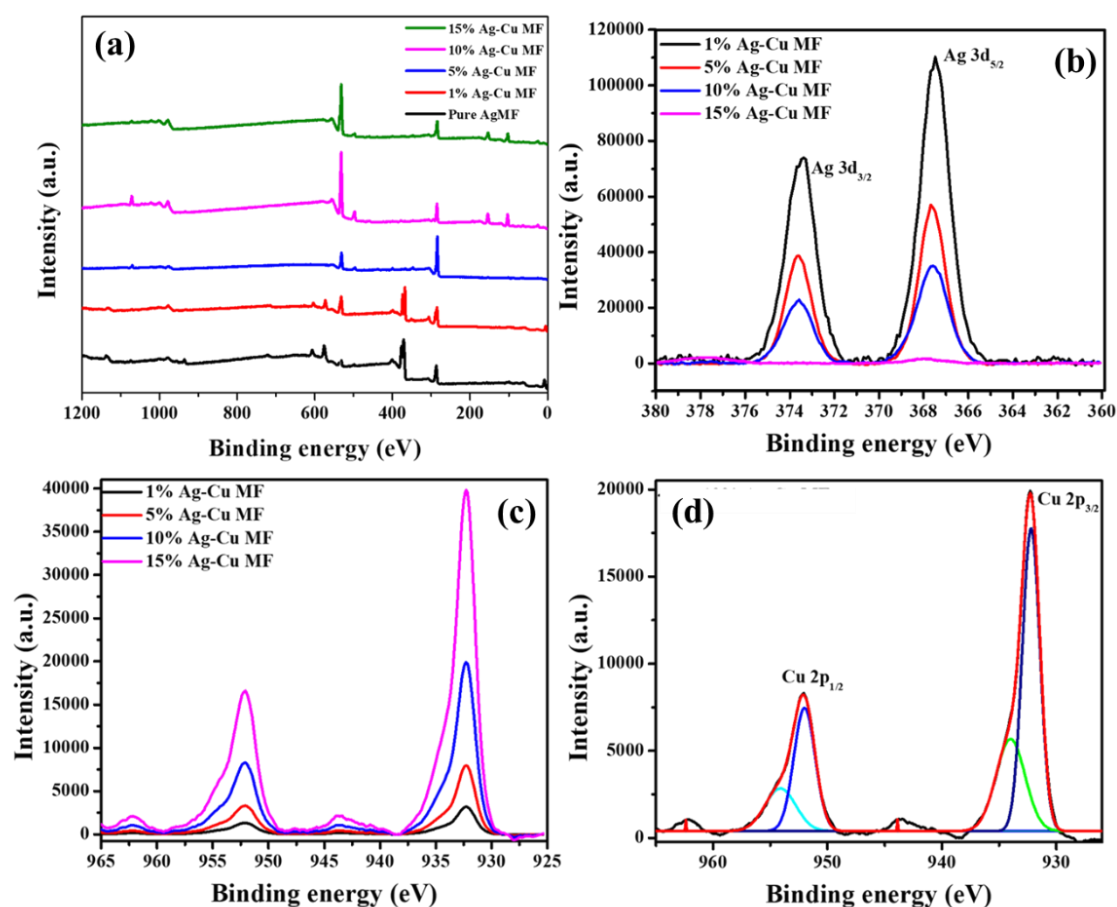 (a)
15% Ag-Cu MF
10% Ag-Cu MF
5% Ag-Cu MF
1% Ag-Cu MF
Pure AgMF
Intensity (a.u.)
1200 1000 800 600 400 200 0
Binding energy (eV)
(b)
1% Ag-Cu MF
5% Ag-Cu MF
10% Ag-Cu MF
15% Ag-Cu MF
Ag 3d5/2
Ag 3d3/2
120000
100000
80000
60000
40000
20000
0
Intensity (a.u.)
380 378 376 374 372 370 368 366 364 362 360
Binding energy (eV)
(c)
1% Ag-Cu MF
5% Ag-Cu MF
10% Ag-Cu MF
15% Ag-Cu MF
40000
35000
30000
25000
20000
15000
10000
5000
0
Intensity (a.u.)
965 960 955 950 945 940 935 930 925
Binding energy (eV)
(d)
Cu 2p3/2
Cu 2p1/2
20000
15000
10000
5000
0
Intensity (a.u.)
960 950 940 930
Binding energy (eV)